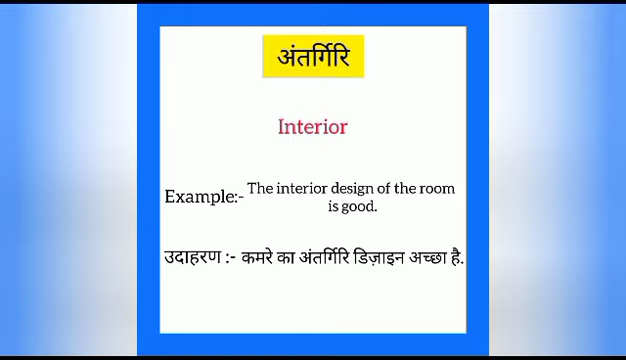 अंतर्गिरि
Interior
Example:- The interior design of the room
is good.
उदाहरण :- कमरे का अंतर्गिरि डिज़ाइन अच्छा है.